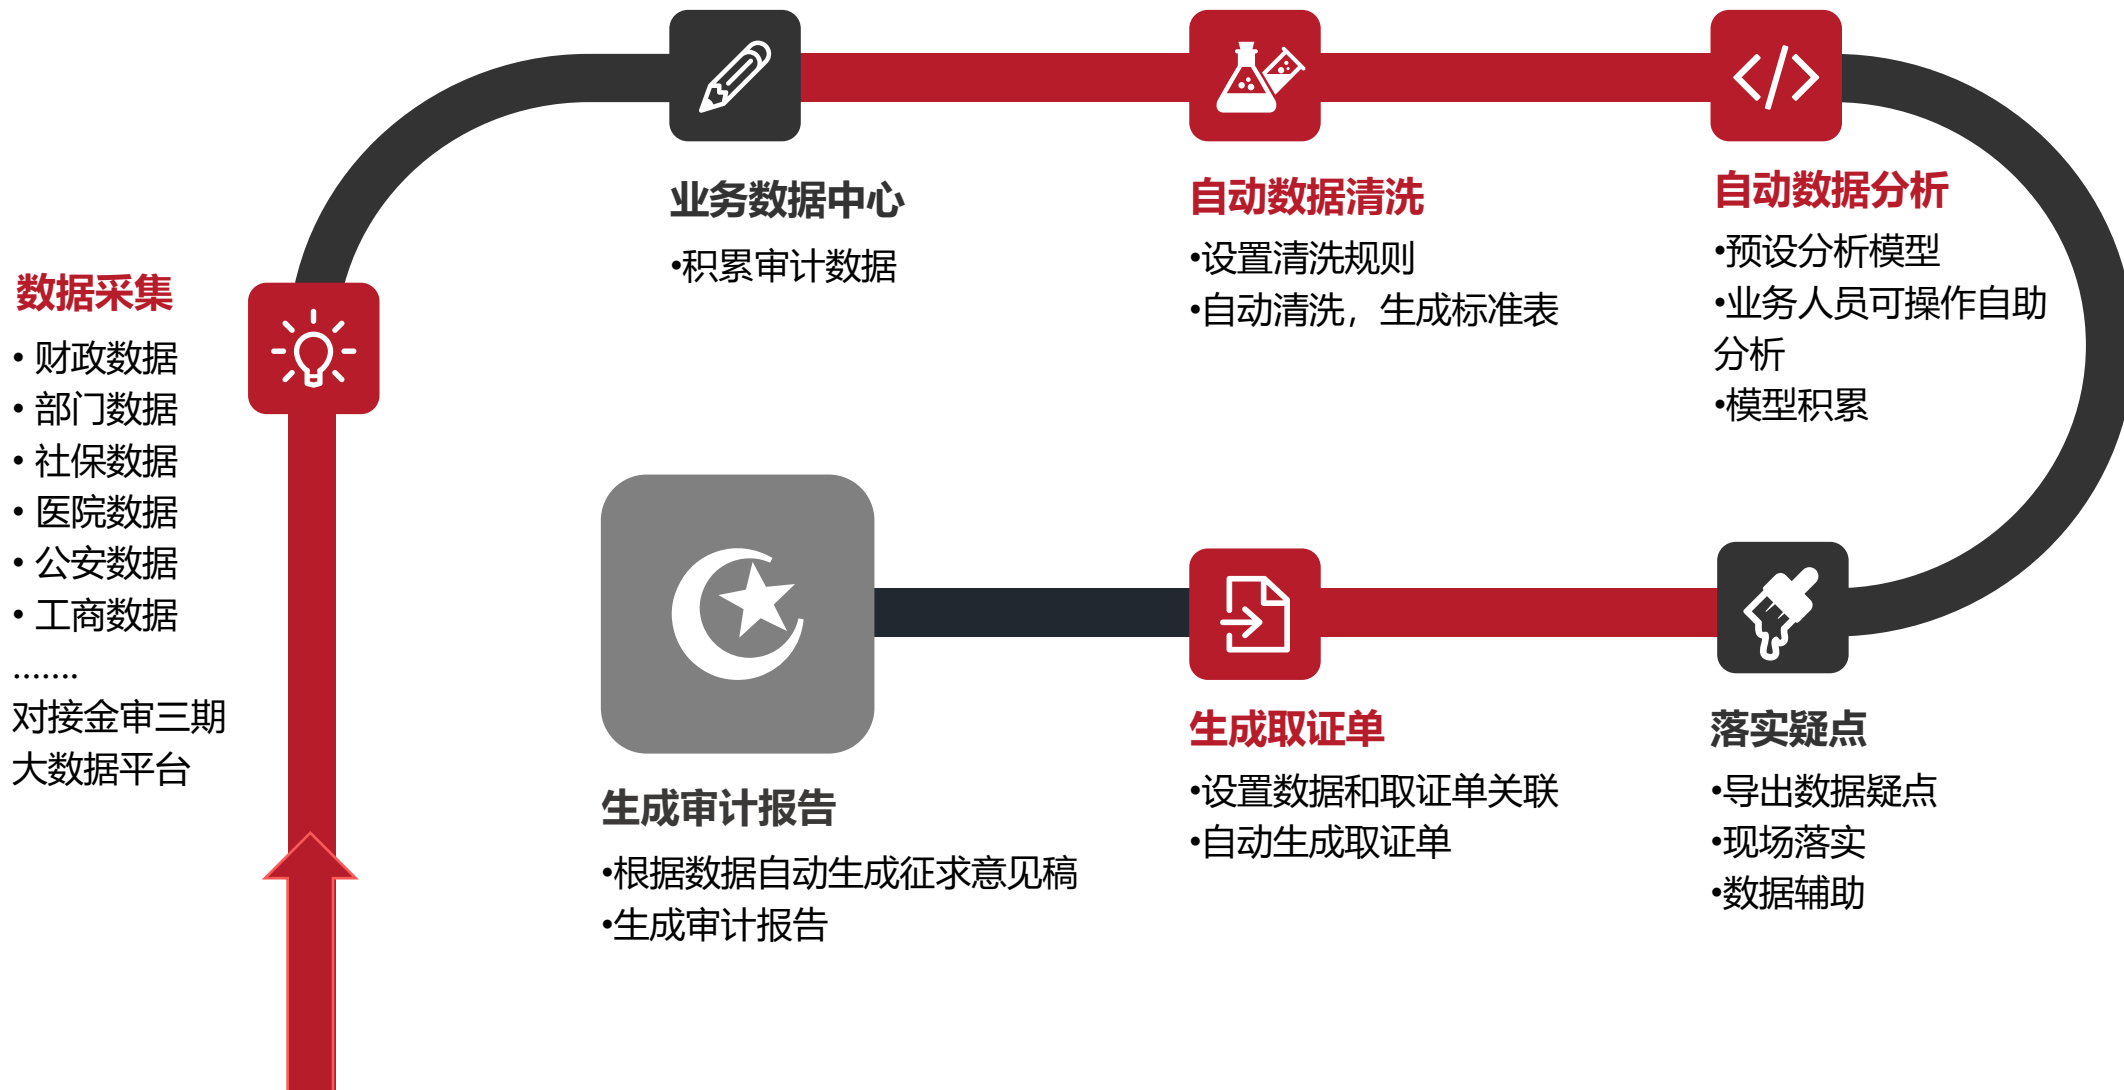 数据采集
• 财政数据
• 部门数据
• 社保数据
• 医院数据
• 公安数据
• 工商数据
.......
对接金审三期
大数据平台
业务数据中心
•积累审计数据
自动数据清洗
•设置清洗规则
•自动清洗，生成标准表
自动数据分析
•预设分析模型
•业务人员可操作自助
分析
•模型积累
落实疑点
•导出数据疑点
•现场落实
•数据辅助
生成取证单
•设置数据和取证单关联
•自动生成取证单
生成审计报告
•根据数据自动生成征求意见稿
•生成审计报告